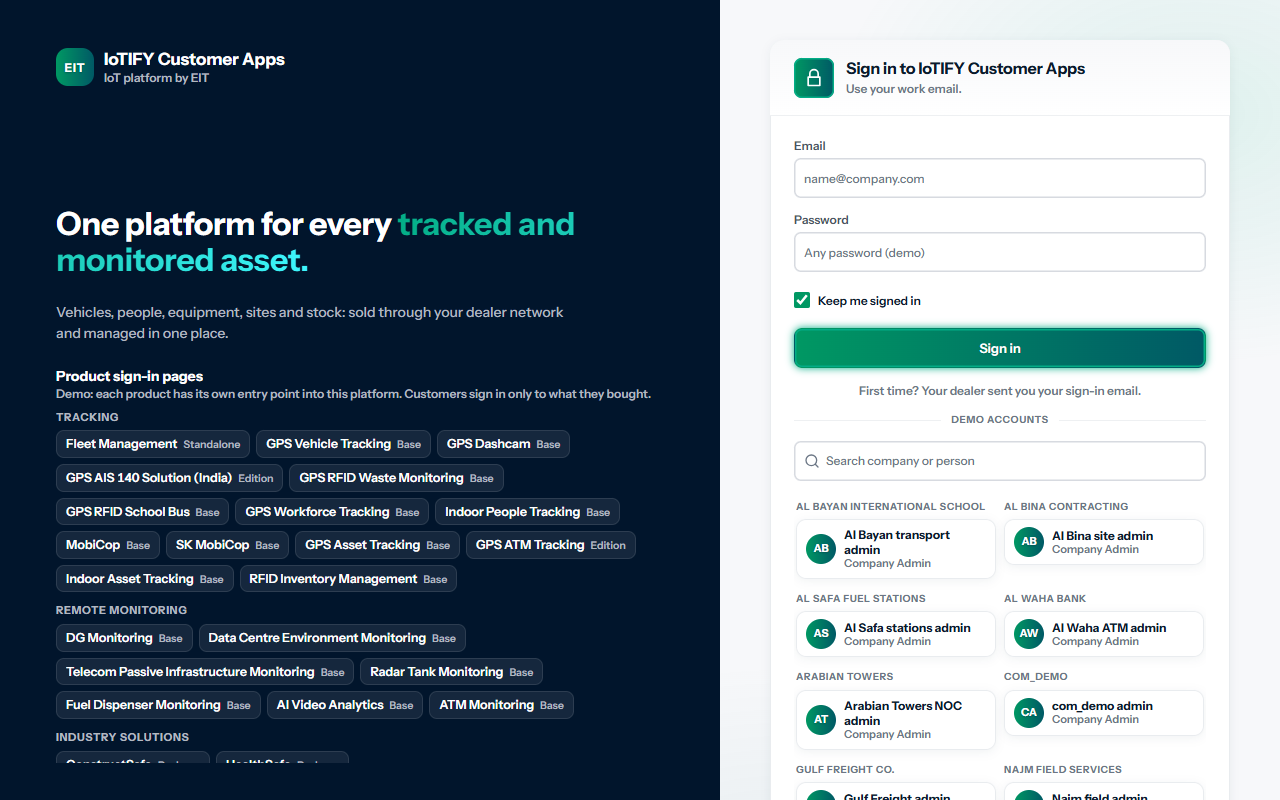 EIT
IoTIFY Customer Apps
IoT platform by EIT
One platform for every tracked and
monitored asset.
Vehicles, people, equipment, sites and stock: sold through your dealer network
and managed in one place.
Product sign-in pages
Demo: each product has its own entry point into this platform. Customers sign in only to what they bought.
TRACKING
Fleet Management Standalone
GPS Vehicle Tracking Base
GPS Dashcam Base
GPS AIS 140 Solution (India) Edition
GPS RFID Waste Monitoring Base
GPS RFID School Bus Base
GPS Workforce Tracking Base
Indoor People Tracking Base
MobiCop Base
SK MobiCop Base
GPS Asset Tracking Base
GPS ATM Tracking Edition
Indoor Asset Tracking Base
RFID Inventory Management Base
REMOTE MONITORING
DG Monitoring Base
Data Centre Environment Monitoring Base
Telecom Passive Infrastructure Monitoring Base
Radar Tank Monitoring Base
Fuel Dispenser Monitoring Base
AI Video Analytics Base
ATM Monitoring Base
INDUSTRY SOLUTIONS
ConstructSafe
HealthSafe
Sign in to IoTIFY Customer Apps
Use your work email.
Email
name@company.com
Password
Any password (demo)
Keep me signed in
Sign in
First time? Your dealer sent you your sign-in email.
DEMO ACCOUNTS
Search company or person
AL BAYAN INTERNATIONAL SCHOOL
AB
Al Bayan transport
admin
Company Admin
AL BINA CONTRACTING
AB
Al Bina site admin
Company Admin
AL SAFA FUEL STATIONS
AS
Al Safa stations admin
Company Admin
AL WAHA BANK
AW
Al Waha ATM admin
Company Admin
ARABIAN TOWERS
AT
Arabian Towers NOC
admin
Company Admin
COM_DEMO
CA
com_demo admin
Company Admin
GULF FREIGHT CO.
Gulf Freight admin
NAJM FIELD SERVICES
Najm field admin